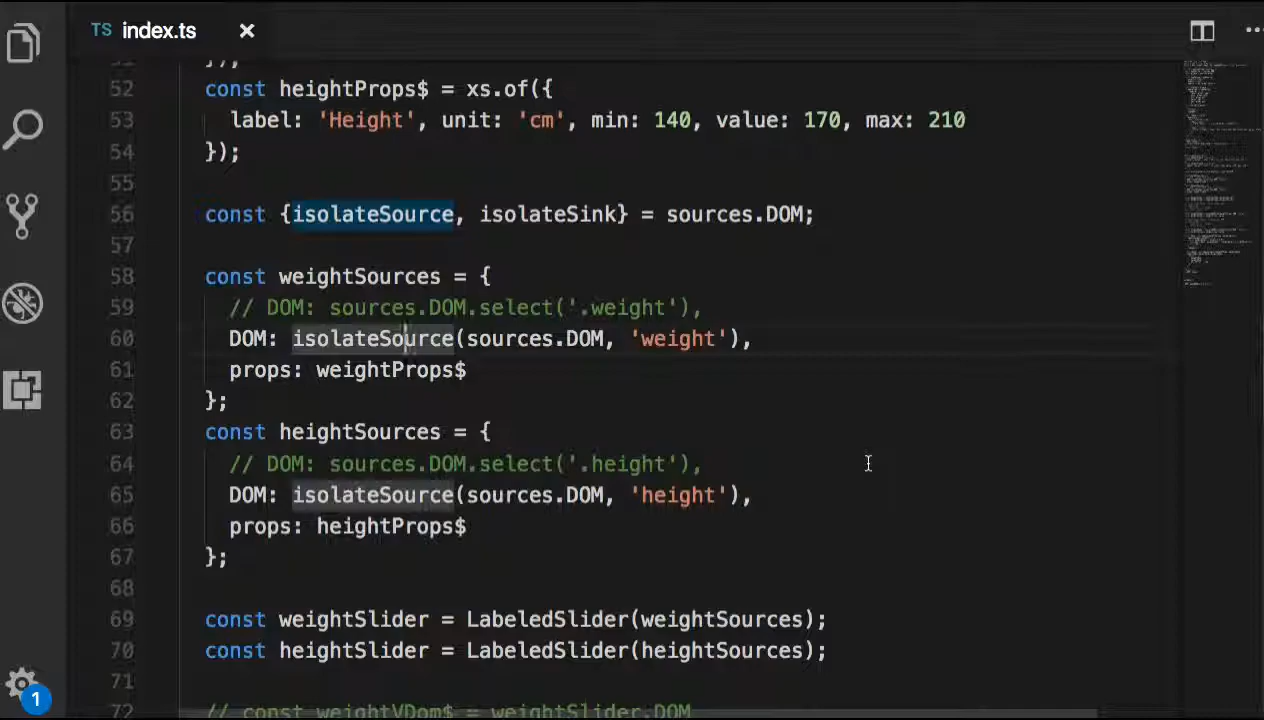 TS index.ts
51 });
52 const heightProps$ = xs.of({
53 label: 'Height', unit: 'cm', min: 140, value: 170, max: 210
54 });
55
56 const {isolateSource, isolateSink} = sources.DOM;
57
58 const weightSources = {
59 // DOM: sources.DOM.select('.weight'),
60 DOM: isolateSource(sources.DOM, 'weight'),
61 props: weightProps$
62 };
63 const heightSources = {
64 // DOM: sources.DOM.select('.height'),
65 DOM: isolateSource(sources.DOM, 'height'),
66 props: heightProps$
67 };
68
69 const weightSlider = LabeledSlider(weightSources);
70 const heightSlider = LabeledSlider(heightSources);
71
72 // const weightVDom$ = weightSlider.DOM
1